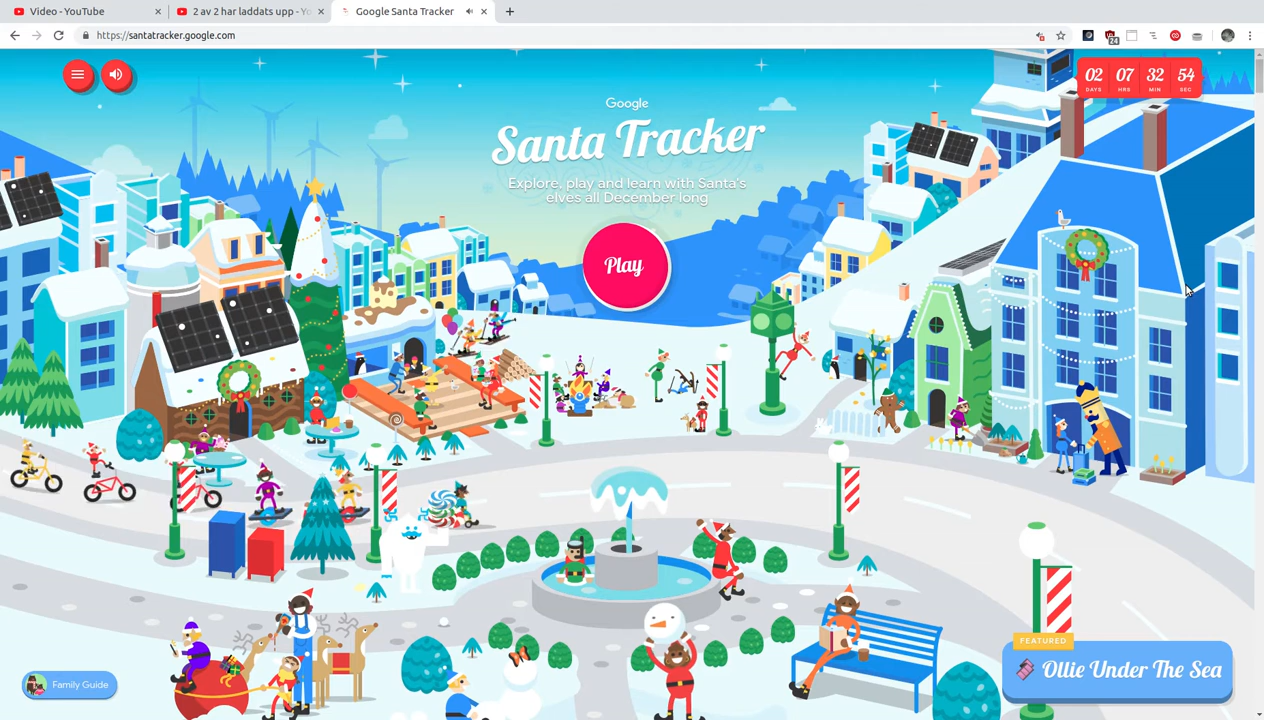 Video - YouTube
2 av 2 har laddats upp - Yo
Google Santa Tracker
https://santatracker.google.com
24
02 07 32 54
DAYS HRS MIN SEC
Google
Santa Tracker
Explore, play and learn with Santa's
elves all December long
Play
FEATURED
Ollie Under The Sea
Family Guide